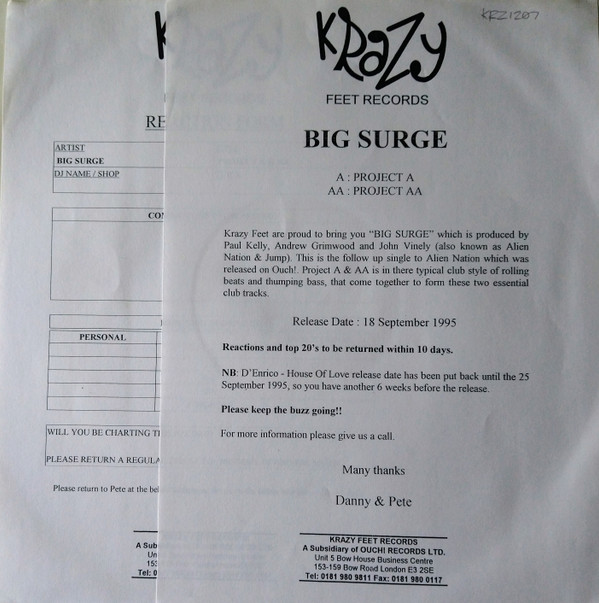 KRZ1207
KRaZy
FEET RECORDS
BIG SURGE
A : PROJECT A
AA : PROJECT AA
Krazy Feet are proud to bring you “BIG SURGE” which is produced by
Paul Kelly, Andrew Grimwood and John Vinely (also known as Alien
Nation & Jump). This is the follow up single to Alien Nation which was
released on Ouch!. Project A & AA is in there typical club style of rolling
beats and thumping bass, that come together to form these two essential
club tracks.
Release Date : 18 September 1995
Reactions and top 20's to be returned within 10 days.
NB: D'Enrico - House Of Love release date has been put back until the 25
September 1995, so you have another 6 weeks before the release.
Please keep the buzz going!!
For more information please give us a call.
Many thanks
Danny & Pete
KRAZY FEET RECORDS
A Subsidiary of OUCH! RECORDS LTD.
Unit 5 Bow House Business Centre
153-159 Bow Road London E3 2SE
Tel: 0181 980 9811 Fax: 0181 980 0117
RE
ARTIST
BIG SURGE
DJ NAME / SHOP
CO
PERSONAL
WILL YOU BE CHARTING T
PLEASE RETURN A REGULA
Please return to Pete at the bel
A Sub
Un
15
Tel: 0